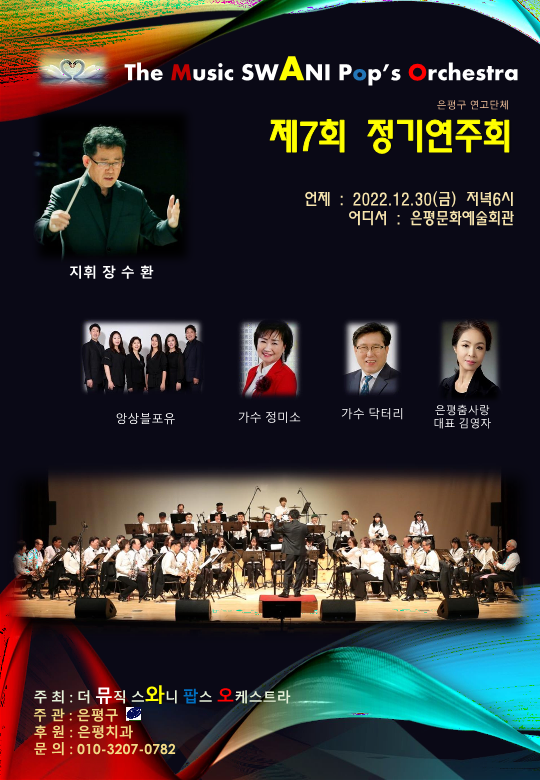 The Music SWANI Pop's Orchestra
은평구 연고단체
제7회 정기연주회
언제 : 2022.12.30(금) 저녁6시
어디서 : 은평문화예술회관
지휘 장 수 환
앙상블포유
가수 정미소
가수 닥터리
은평춤사랑
대표 김영자
주 최 : 더 뮤직 스와니 팝스 오케스트라
주 관 : 은평구
후 원 : 은평치과
문 의 : 010-3207-0782